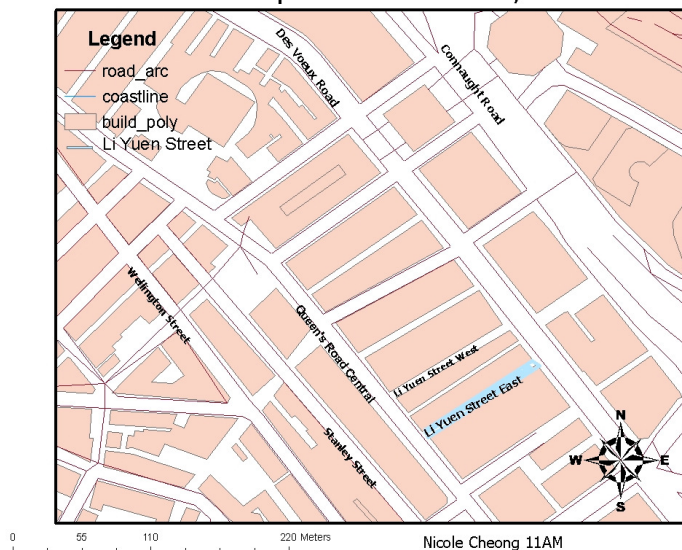 Legend
road_arc
coastline
build_poly
Li Yuen Street
Des Voeux Road
Connaught Road
Wellington Street
Queen's Road Central
Li Yuen Street West
Li Yuen Street East
Stanley Street
N
W E
S
0 55 110 220 Meters
Nicole Cheong 11AM